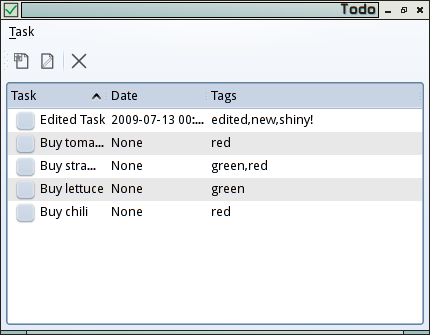 Todo
Task
Task Date Tags
Edited Task 2009-07-13 00:... edited,new,shiny!
Buy toma... None red
Buy stra... None green,red
Buy lettuce None green
Buy chili None red